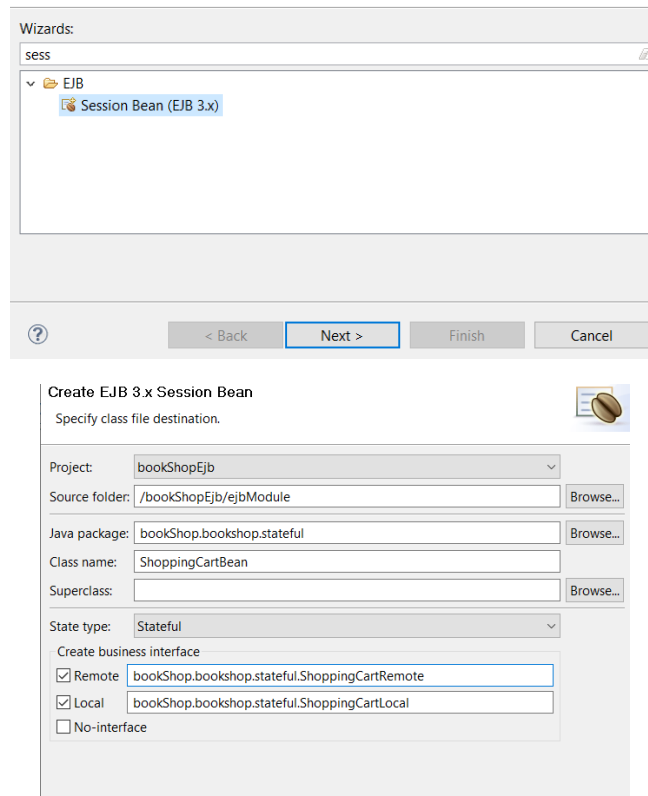 Wizards:
sess
EJB
Session Bean (EJB 3.x)
< Back Next > Finish Cancel
Create EJB 3.x Session Bean
Specify class file destination.
Project: bookShopEjb
Source folder: /bookShopEjb/ejbModule Browse...
Java package: bookShop.bookshop.stateful Browse...
Class name: ShoppingCartBean
Superclass: Browse...
State type: Stateful
Create business interface
Remote bookShop.bookshop.stateful.ShoppingCartRemote
Local bookShop.bookshop.stateful.ShoppingCartLocal
No-interface